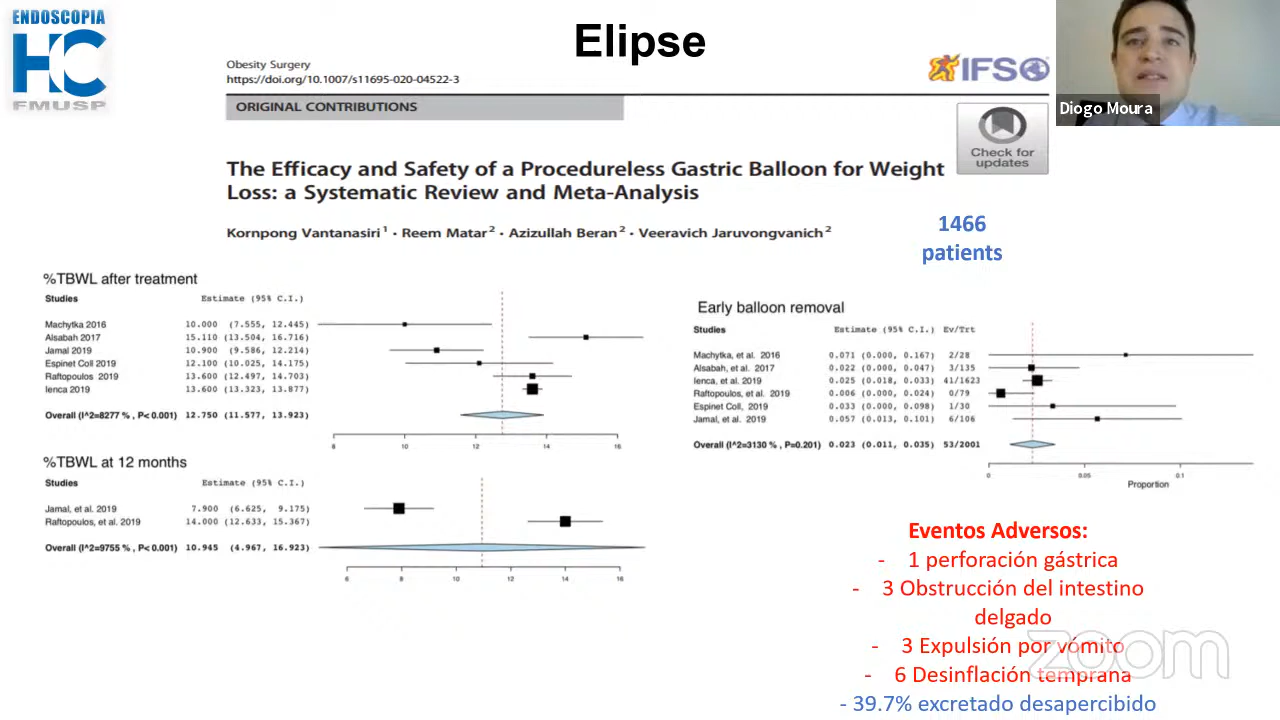 ENDOSCOPIA
HC
FMUSP
Elipse
Obesity Surgery
https://doi.org/10.1007/s11695-020-04522-3
IFSO
ORIGINAL CONTRIBUTIONS
Check for
updates
Diogo Moura
The Efficacy and Safety of a Procedureless Gastric Balloon for Weight
Loss: a Systematic Review and Meta-Analysis
Kornpong Vantanasiri 1 • Reem Matar 2 • Azizullah Beran 2 • Veeravich Jaruvongvanich 2
1466
patients
%TBWL after treatment
Studies Estimate (95% C.I.)
Machytka 2016 10.000 (7.555, 12.445)
Alsabah 2017 15.110 (13.504, 16.716)
Jamal 2019 10.900 (9.586, 12.214)
Espinet Coll 2019 12.100 (10.025, 14.175)
Raftopoulos 2019 13.600 (12.497, 14.703)
Ienca 2019 13.600 (13.323, 13.877)
Overall (I^2=8277 % , P< 0.001) 12.750 (11.577, 13.923)
8 10 12 14 16
%TBWL at 12 months
Studies Estimate (95% C.I.)
Jamal, et al. 2019 7.900 (6.625, 9.175)
Raftopoulos, et al. 2019 14.000 (12.633, 15.367)
Overall (I^2=9755 % , P< 0.001) 10.945 (4.967, 16.923)
6 8 10 12 14 16
Early balloon removal
Studies Estimate (95% C.I.) Ev/Trt
Machytka, et al. 2016 0.071 (0.000, 0.167) 2/28
Alsabah, et al. 2017 0.022 (0.000, 0.047) 3/135
Ienca, et al. 2019 0.025 (0.018, 0.033) 41/1623
Raftopoulos, et al. 2019 0.006 (0.000, 0.024) 0/79
Espinet Coll, 2019 0.033 (0.000, 0.098) 1/30
Jamal, et al. 2019 0.057 (0.013, 0.101) 6/106
Overall (I^2=3130 % , P=0.201) 0.023 (0.011, 0.035) 53/2001
0 0.05 0.1
Proportion
Eventos Adversos:
- 1 perforación gástrica
- 3 Obstrucción del intestino
delgado
- 3 Expulsión por vómito
- 6 Desinflación temprana
- 39.7% excretado desapercibido
zoom